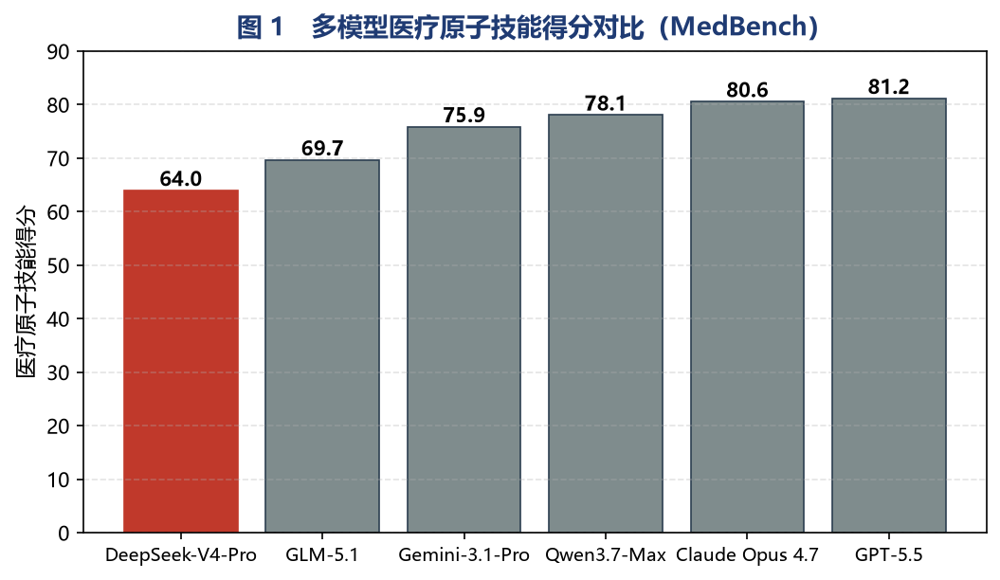 图 1 多模型医疗原子技能得分对比（MedBench）
医疗原子技能得分
90
80
70
60
50
40
30
20
10
0
64.0
69.7
75.9
78.1
80.6
81.2
DeepSeek-V4-Pro
GLM-5.1
Gemini-3.1-Pro
Qwen3.7-Max
Claude Opus 4.7
GPT-5.5